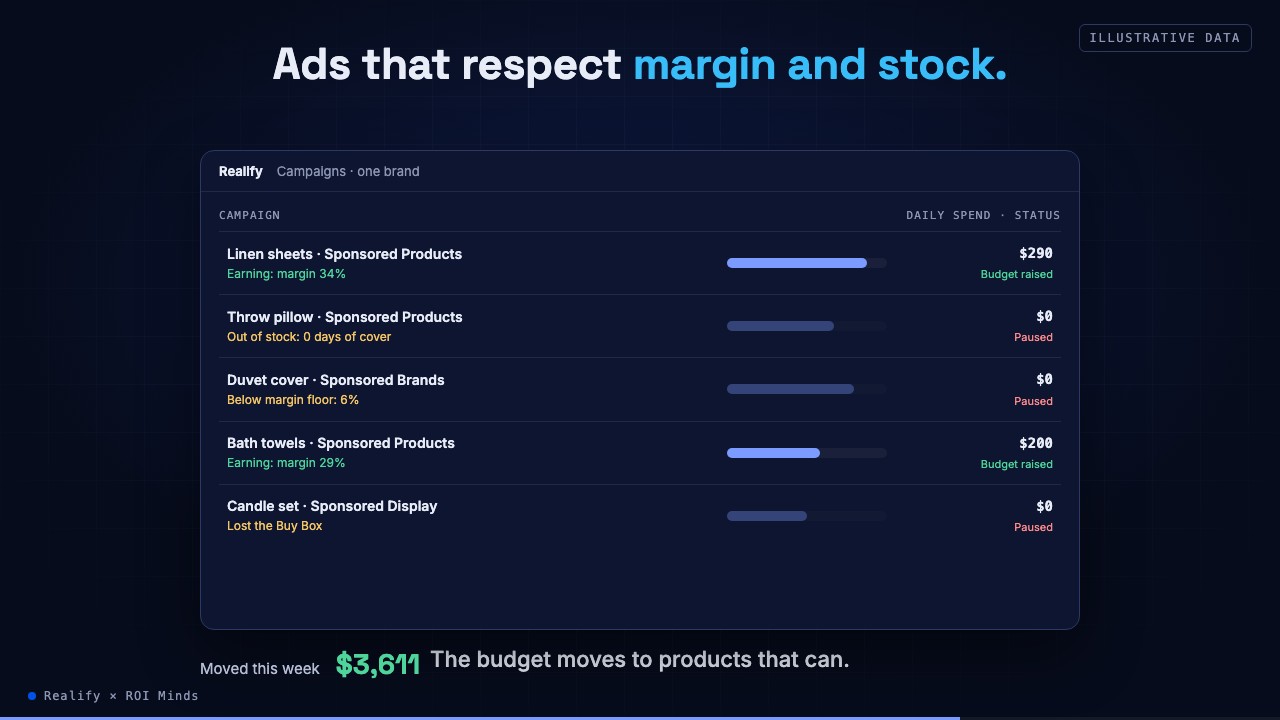 ILLUSTRATIVE DATA
Ads that respect margin and stock.
Realify Campaigns · one brand
CAMPAIGN DAILY SPEND · STATUS
Linen sheets · Sponsored Products $290
Earning: margin 34% Budget raised
Throw pillow · Sponsored Products $0
Out of stock: 0 days of cover Paused
Duvet cover · Sponsored Brands $0
Below margin floor: 6% Paused
Bath towels · Sponsored Products $200
Earning: margin 29% Budget raised
Candle set · Sponsored Display $0
Lost the Buy Box Paused
Moved this week $3,611 The budget moves to products that can.
Realify × ROI Minds